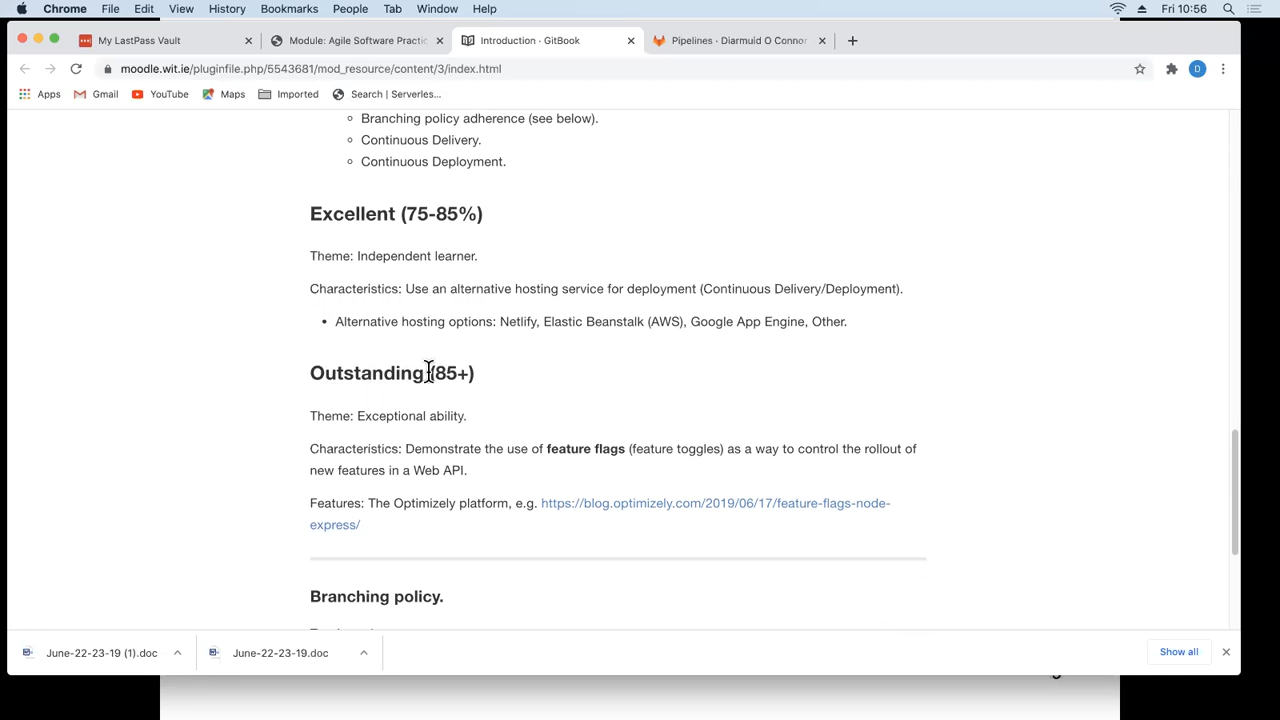 Chrome File Edit View History Bookmarks People Tab Window Help Fri 10:56
My LastPass Vault Module: Agile Software Practic Introduction · GitBook Pipelines · Diarmuid O Connor
moodle.wit.ie/pluginfile.php/5543681/mod_resource/content/3/index.html D
Apps Gmail YouTube Maps Imported Search | Serverles...
Branching policy adherence (see below).
Continuous Delivery.
Continuous Deployment.
Excellent (75-85%)
Theme: Independent learner.
Characteristics: Use an alternative hosting service for deployment (Continuous Delivery/Deployment).
• Alternative hosting options: Netlify, Elastic Beanstalk (AWS), Google App Engine, Other.
Outstanding (85+)
Theme: Exceptional ability.
Characteristics: Demonstrate the use of feature flags (feature toggles) as a way to control the rollout of
new features in a Web API.
Features: The Optimizely platform, e.g. https://blog.optimizely.com/2019/06/17/feature-flags-node-
express/
Branching policy.
June-22-23-19 (1).doc June-22-23-19.doc Show all